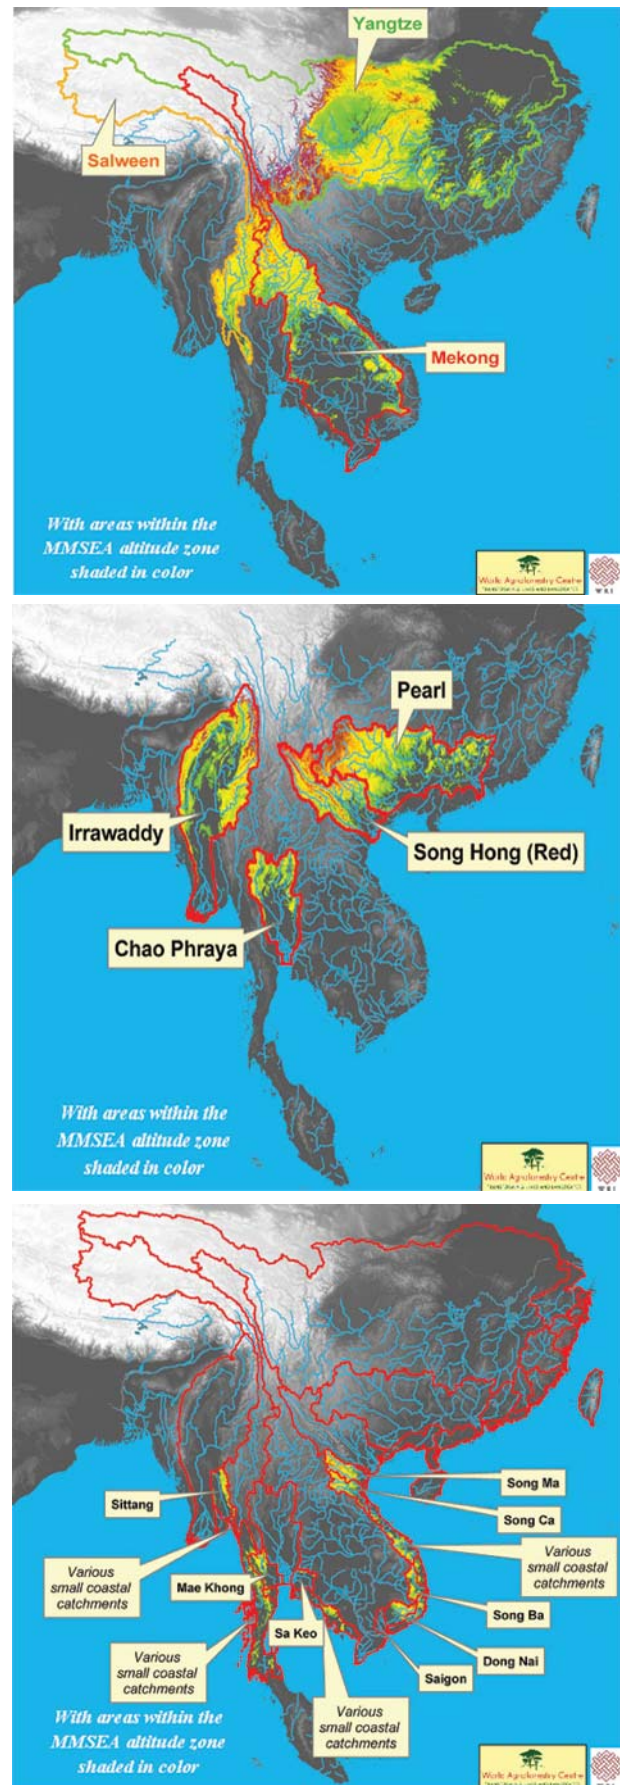 Yangtze
Salween
Mekong
With areas within the
MMSEA altitude zone
shaded in color
World Agroforestry Centre
W R I
Pearl
Irrawaddy
Song Hong (Red)
Chao Phraya
With areas within the
MMSEA altitude zone
shaded in color
World Agroforestry Centre
Song Ma
Sittang
Song Ca
Various
small coastal
catchments
Various
small coastal
catchments
Mae Khong
Song Ba
Sa Keo
Dong Nai
Various
small coastal
catchments
Saigon
Various
small coastal
catchments
With areas within the
MMSEA altitude zone
shaded in color
World Agroforestry Centre